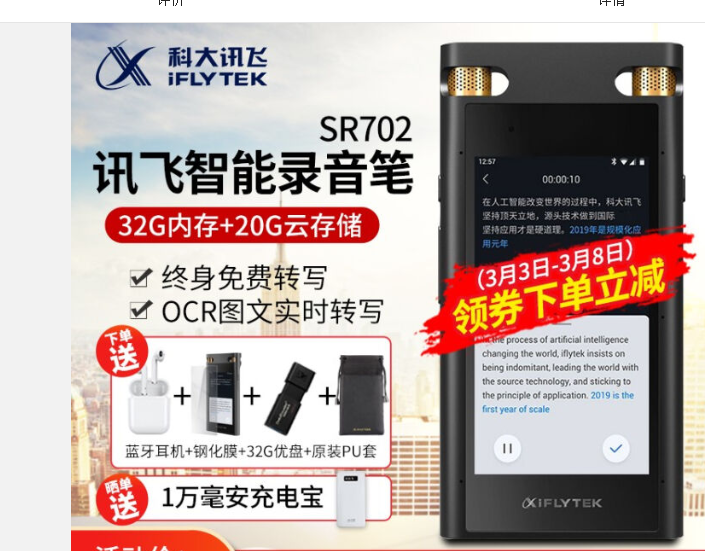 评价
详情
科大讯飞
iFLYTEK
SR702
讯飞智能录音笔
32G内存+20G云存储
终身免费转写
OCR图文实时转写
下单
送
蓝牙耳机+钢化膜+32G优盘+原装PU套
晒单
送
1万毫安充电宝
12:57
00:00:10
在人工智能改变世界的过程中，科大讯飞
坚持顶天立地，源头技术做到国际
坚持应用才是硬道理。2019年是规模化应
用元年
（3月3日-3月8日）
领券下单立减
the process of artificial intelligence
changing the world, iflytek insists on
being indomitant, leading the world with
the source technology, and sticking to
the principle of application. 2019 is the
first year of scale
iFLYTEK